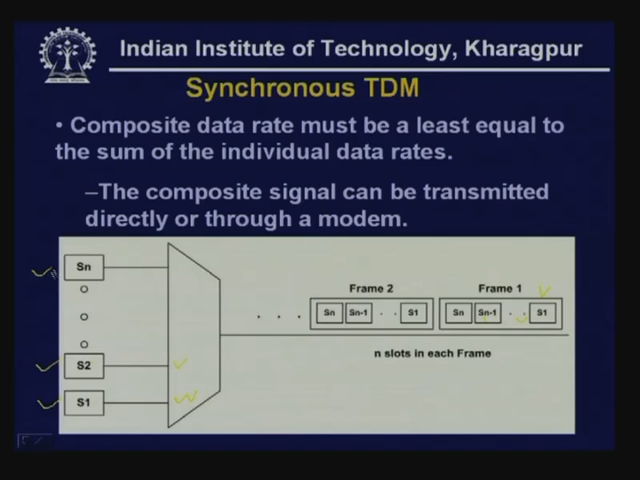 Indian Institute of Technology, Kharagpur
Synchronous TDM
• Composite data rate must be a least equal to
the sum of the individual data rates.
–The composite signal can be transmitted
directly or through a modem.
Sn
S2
S1
Frame 2
Sn Sn-1 . . S1
Frame 1
Sn Sn-1 . . S1
. . .
n slots in each Frame